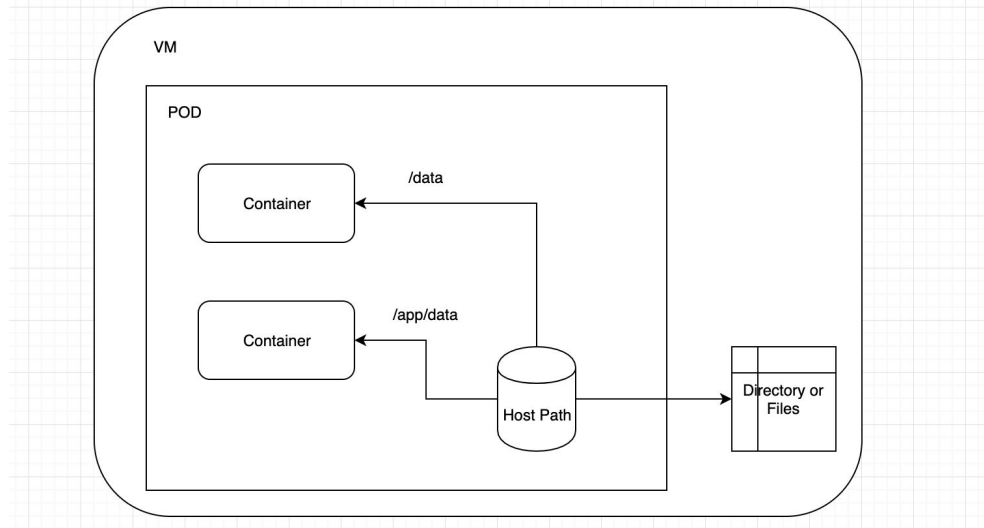 VM
POD
/data
Container
/app/data
Container
Host Path
Directory or
Files